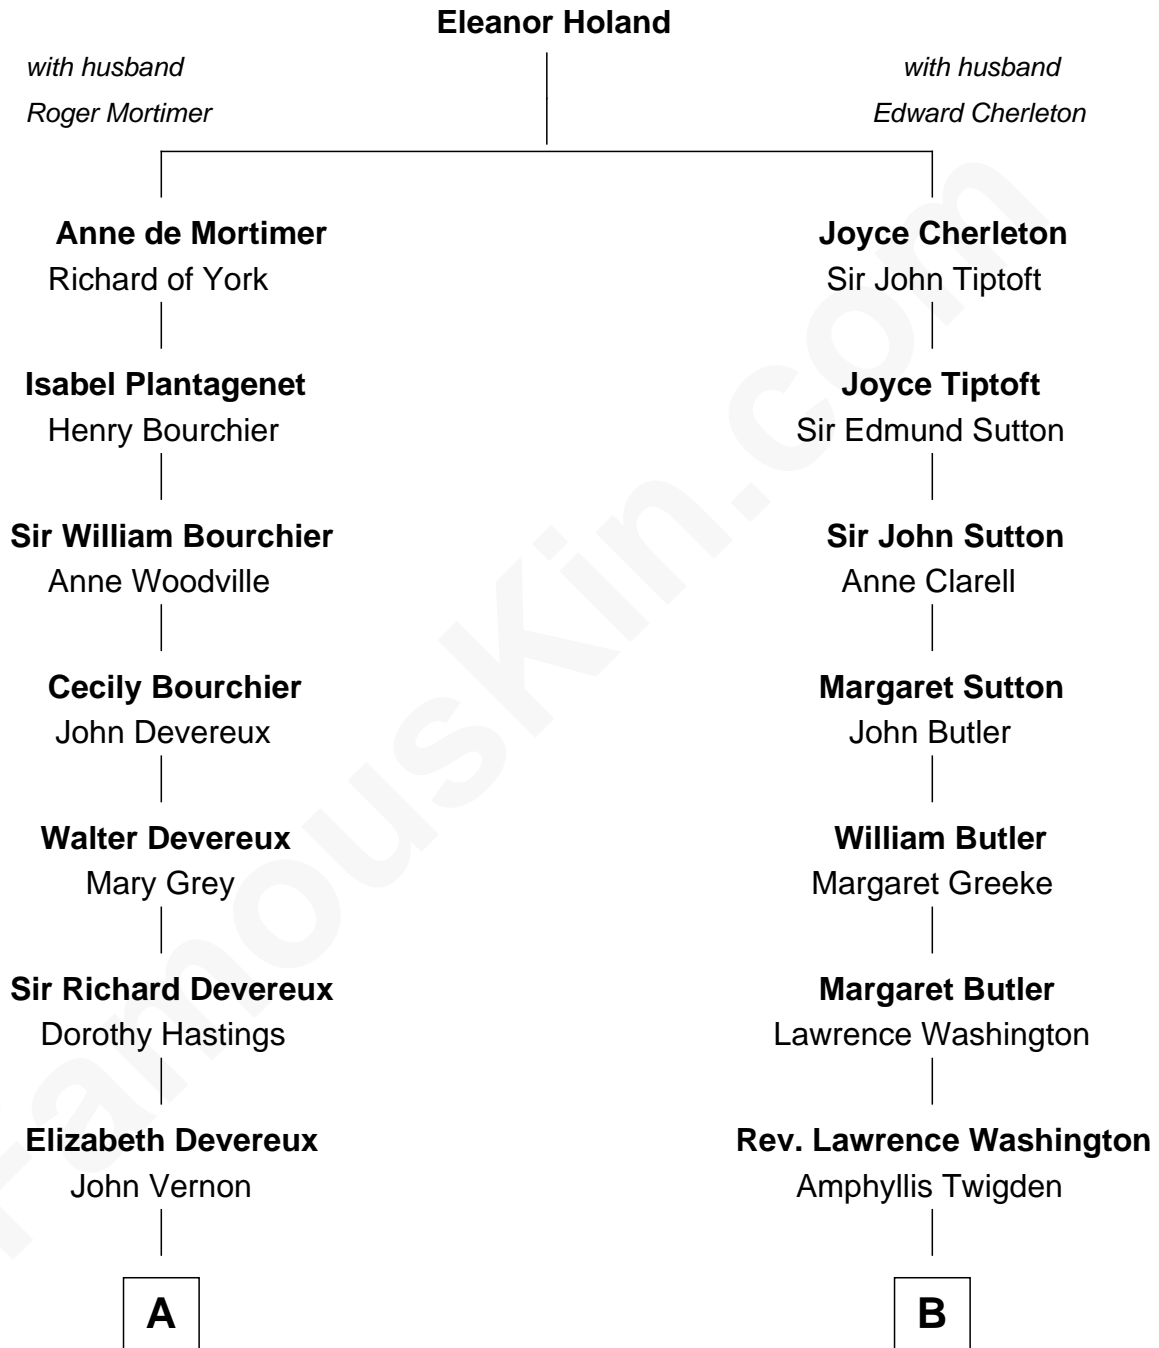 Eleanor Holand
with husband
Roger Mortimer
with husband
Edward Cherleton
Anne de Mortimer
Richard of York
Joyce Cherleton
Sir John Tiptoft
Isabel Plantagenet
Henry Bourchier
Joyce Tiptoft
Sir Edmund Sutton
Sir William Bourchier
Anne Woodville
Sir John Sutton
Anne Clarell
Cecily Bourchier
John Devereux
Margaret Sutton
John Butler
Walter Devereux
Mary Grey
William Butler
Margaret Greeke
Sir Richard Devereux
Dorothy Hastings
Margaret Butler
Lawrence Washington
Elizabeth Devereux
John Vernon
Rev. Lawrence Washington
Amphyllis Twigden
A
B
FamousKin.com